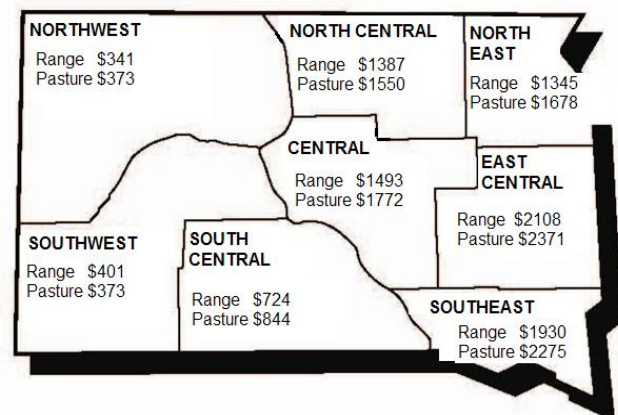 NORTHWEST
Range $341
Pasture $373
NORTH CENTRAL
Range $1387
Pasture $1550
NORTH
EAST
Range $1345
Pasture $1678
CENTRAL
Range $1493
Pasture $1772
EAST
CENTRAL
Range $2108
Pasture $2371
SOUTHWEST
Range $401
Pasture $373
SOUTH
CENTRAL
Range $724
Pasture $844
SOUTHEAST
Range $1930
Pasture $2275